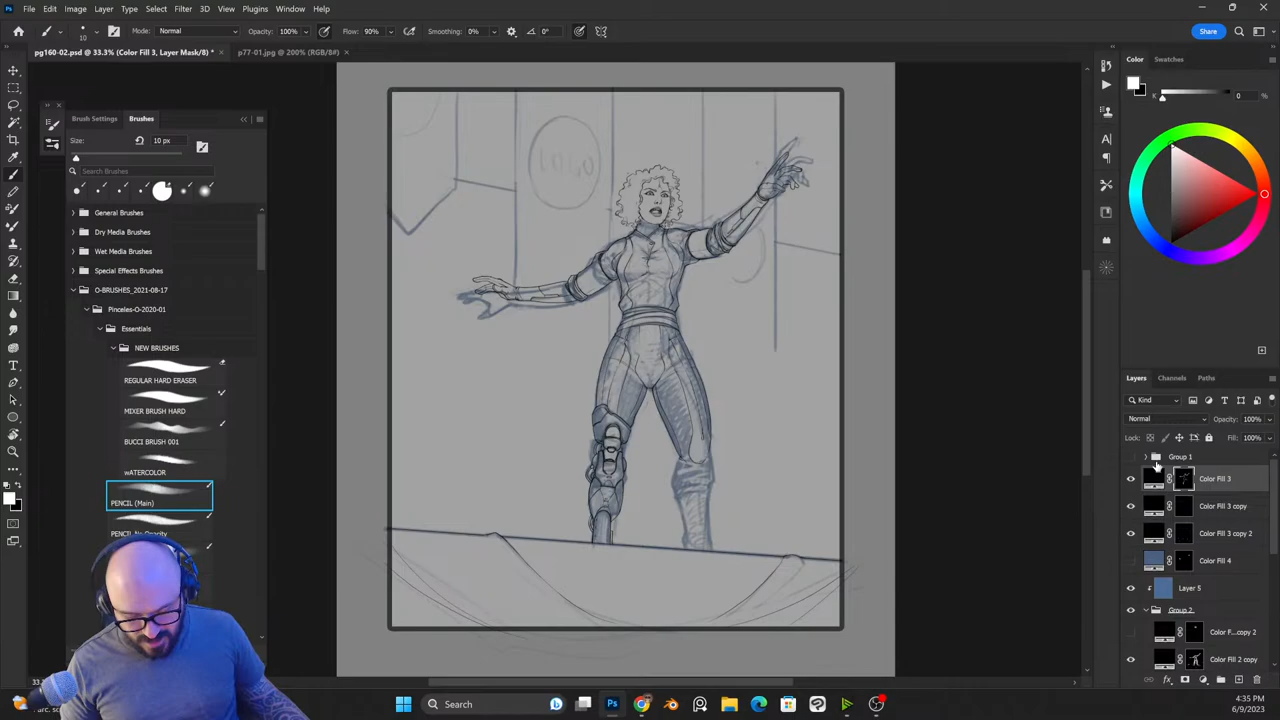 File Edit Image Layer Type Select Filter 3D View Plugins Window Help
10 Mode: Normal Opacity: 100% Flow: 90% Smoothing: 0% 0° Share
pg160-02.psd @ 33.3% (Color Fill 3, Layer Mask/8) * × p77-01.jpg @ 200% (RGB/8#) ×
Brush Settings Brushes
Size: 10 px
Search Brushes
General Brushes
Dry Media Brushes
Wet Media Brushes
Special Effects Brushes
O-BRUSHES_2021-08-17
Pinceles-O-2020-01
Essentials
NEW BRUSHES
REGULAR HARD ERASER
MIXER BRUSH HARD
BUCCI BRUSH 001
wATERCOLOR
PENCIL (Main)
PENCIL No Opacity
LOGO
Color Swatches
K 0 %
Layers Channels Paths
Kind
Normal Opacity: 100%
Lock: Fill: 100%
Group 1
Color Fill 3
Color Fill 3 copy
Color Fill 3 copy 2
Color Fill 4
Layer 5
Group 2
Color F...copy 2
Color Fill 2 copy
Search
4:35 PM
6/9/2023